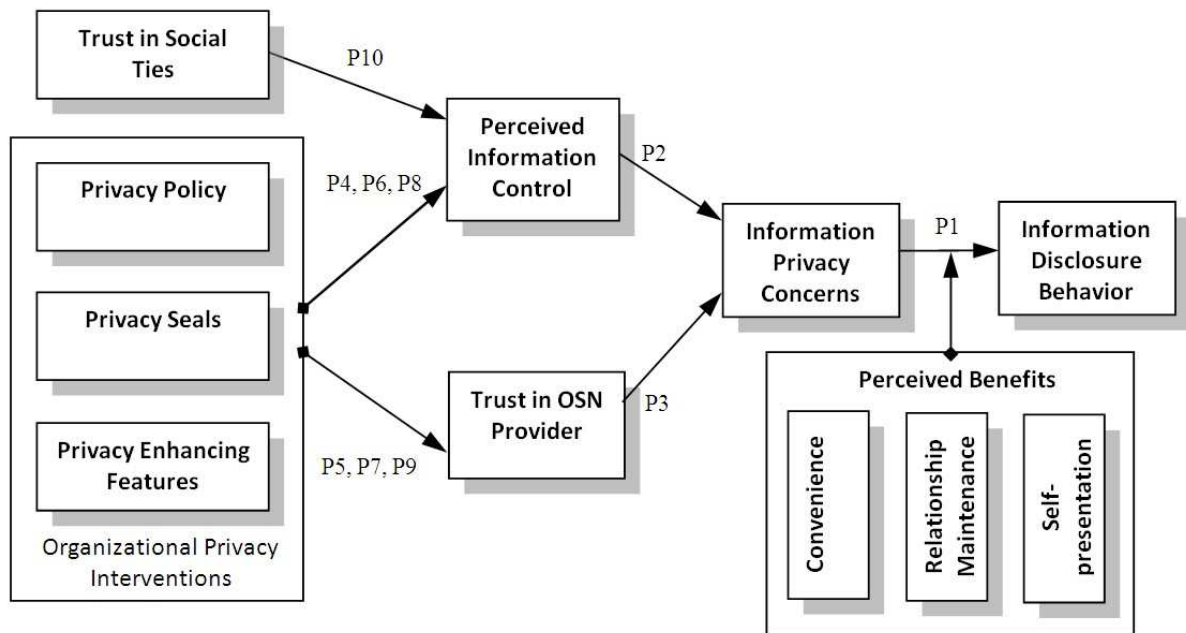 Trust in Social
Ties
P10
Perceived
Information
Control
P2
Privacy Policy
P4, P6, P8
Information
Privacy
Concerns
P1
Information
Disclosure
Behavior
Privacy Seals
Trust in OSN
Provider
P3
Privacy Enhancing
Features
P5, P7, P9
Organizational Privacy
Interventions
Perceived Benefits
Convenience
Relationship
Maintenance
Self-
presentation